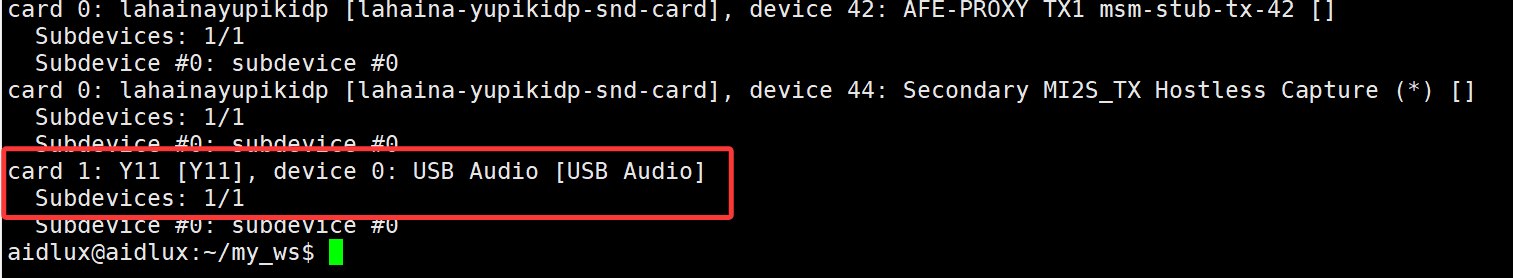 card 0: lahainayupikidp [lahaina-yupikidp-snd-card], device 42: AFE-PROXY TX1 msm-stub-tx-42 []
  Subdevices: 1/1
  Subdevice #0: subdevice #0
card 0: lahainayupikidp [lahaina-yupikidp-snd-card], device 44: Secondary MI2S_TX Hostless Capture (*) []
  Subdevices: 1/1
  Subdevice #0: subdevice #0
card 1: Y11 [Y11], device 0: USB Audio [USB Audio]
  Subdevices: 1/1
  Subdevice #0: subdevice #0
aidlux@aidlux:~/my_ws$